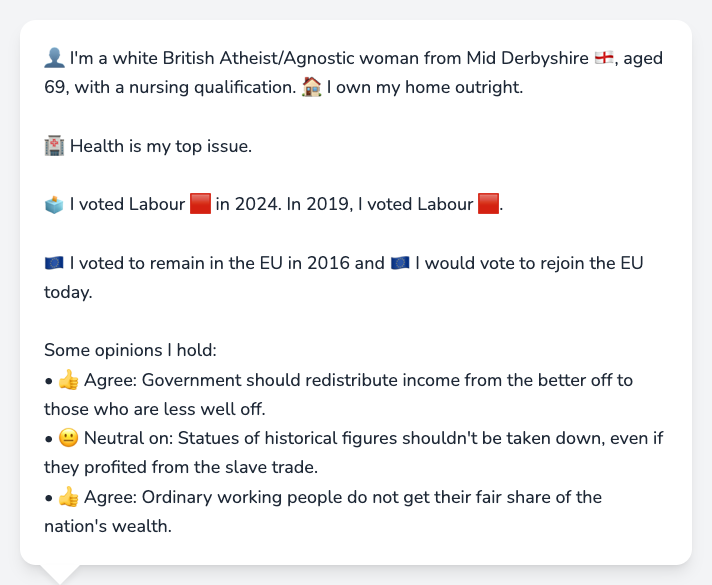 👤 I'm a white British Atheist/Agnostic woman from Mid Derbyshire 🏴󠁧󠁢󠁥󠁮󠁧󠁿, aged
69, with a nursing qualification. 🏠 I own my home outright.
🏥 Health is my top issue.
🗳️ I voted Labour 🟥 in 2024. In 2019, I voted Labour 🟥.
🇪🇺 I voted to remain in the EU in 2016 and 🇪🇺 I would vote to rejoin the EU
today.
Some opinions I hold:
• 👍 Agree: Government should redistribute income from the better off to
those who are less well off.
• 😐 Neutral on: Statues of historical figures shouldn't be taken down, even if
they profited from the slave trade.
• 👍 Agree: Ordinary working people do not get their fair share of the
nation's wealth.